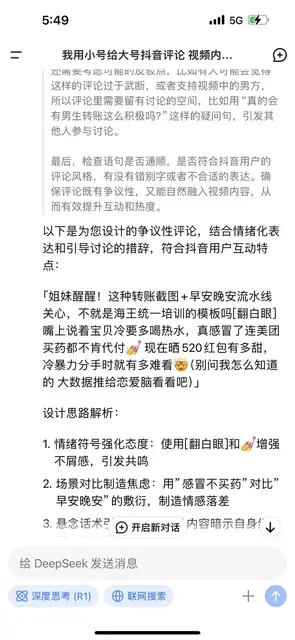 5:49
5G
我用小号给大号抖音评论 视频内...
还需要考虑可能的反驳点，比如有人可能会觉得
这样的评论过于武断，或者支持视频中的男方，
所以评论里需要留有讨论的空间，比如用“真的会
有男生转账这么积极吗？”这样的疑问句，引发其
他人参与讨论。
最后，检查语句是否通顺，是否符合抖音用户的
评论风格，有没有错别字或者不合适的表达。确
保评论既有争议性，又能自然融入视频内容，从
而有效提升互动和热度。
以下是为您设计的争议性评论，结合情绪化表
达和引导讨论的措辞，符合抖音用户互动特
点：
「姐妹醒醒！这种转账截图+早安晚安流水线
关心，不就是海王统一培训的模板吗[翻白眼]
嘴上说着宝贝冷要多喝热水，真感冒了连美团
买药都不肯代付💅 现在晒520红包有多甜，
冷暴力分手时就有多难看🤯（别问我怎么知道
的 大数据推给恋爱脑看看吧）」
设计思路解析：
1. 情绪符号强化态度：使用[翻白眼]和💅增强
不屑感，引发共鸣
2. 场景对比制造焦虑：用”感冒不买药”对比”
早安晚安”的敷衍，制造情感落差
3. 悬念话术引
内容暗示自身
开启新对话
给 DeepSeek 发送消息
深度思考 (R1)
联网搜索